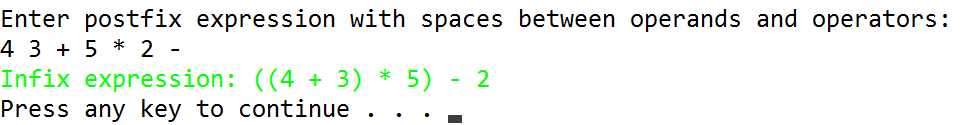 Enter postfix expression with spaces between operands and operators:
4 3 + 5 * 2 -
Infix expression: ((4 + 3) * 5) - 2
Press any key to continue . . .